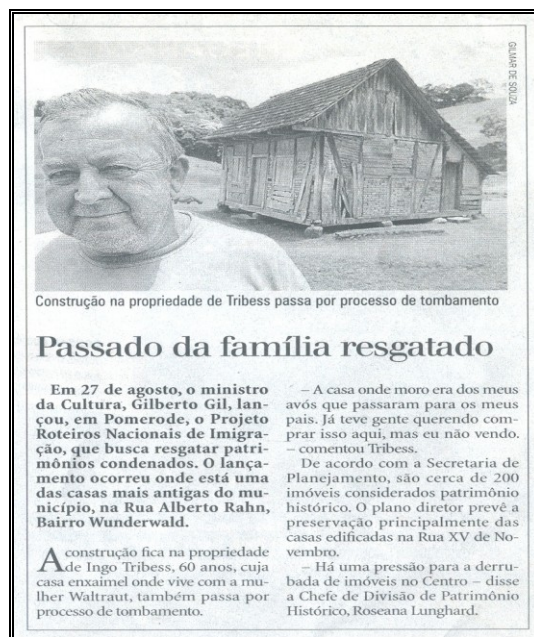 GILMAR DE SOUZA
Construção na propriedade de Tribess passa por processo de tombamento
Passado da família resgatado
Em 27 de agosto, o ministro
da Cultura, Gilberto Gil, lan-
çou, em Pomerode, o Projeto
Roteiros Nacionais de Imigra-
ção, que busca resgatar patri-
mônios condenados. O lança-
mento ocorreu onde está uma
das casas mais antigas do mu-
nicípio, na Rua Alberto Rahn,
Bairro Wunderwald.
A construção fica na propriedade
de Ingo Tribess, 60 anos, cuja
casa enxaimel onde vive com a mu-
lher Waltraut, também passa por
processo de tombamento.
– A casa onde moro era dos meus
avós que passaram para os meus
pais. Já teve gente querendo com-
prar isso aqui, mas eu não vendo.
– comentou Tribess.
De acordo com a Secretaria de
Planejamento, são cerca de 200
imóveis considerados patrimônio
histórico. O plano diretor prevê a
preservação principalmente das
casas edificadas na Rua XV de No-
vembro.
– Há uma pressão para a derru-
bada de imóveis no Centro – disse
a Chefe de Divisão de Patrimônio
Histórico, Roseana Lunghard.